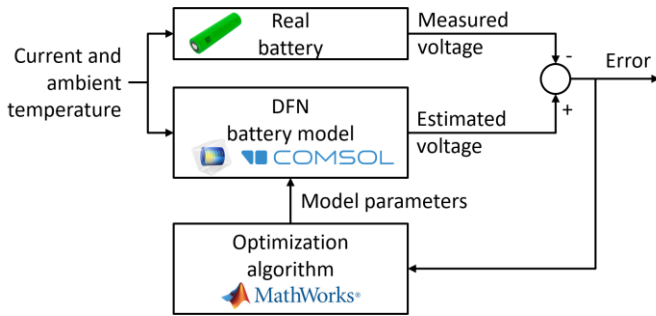 Real
battery
Measured
voltage
Current and
ambient
temperature
-
Error
DFN
battery model
COMSOL
Estimated
voltage
+
Model parameters
Optimization
algorithm
MathWorks®